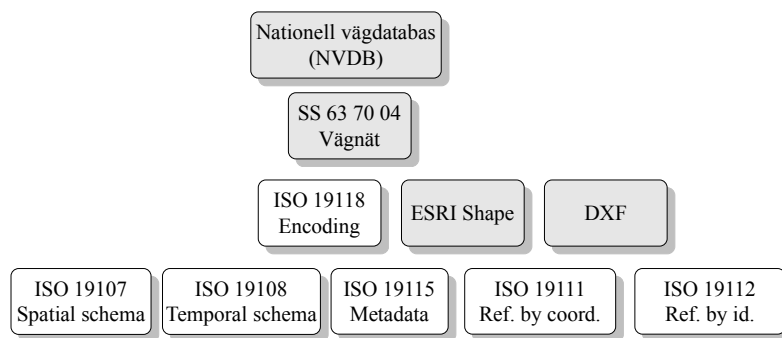 Nationell vägdatabas
(NVDB)
SS 63 70 04
Vägnät
ISO 19118
Encoding
ESRI Shape
DXF
ISO 19107
Spatial schema
ISO 19108
Temporal schema
ISO 19115
Metadata
ISO 19111
Ref. by coord.
ISO 19112
Ref. by id.